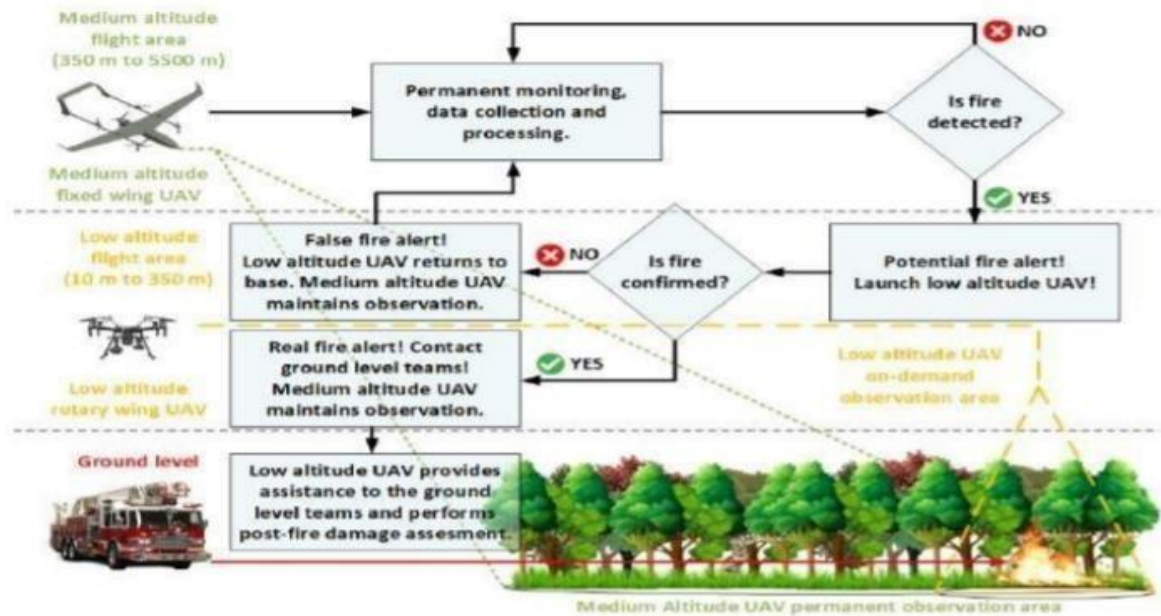 Medium altitude
flight area
(350 m to 5500 m)
Medium altitude
fixed wing UAV
Permanent monitoring,
data collection and
processing.
NO
Is fire
detected?
YES
Low altitude
flight area
(10 m to 350 m)
False fire alert!
Low altitude UAV returns to
base. Medium altitude UAV
maintains observation.
NO
Is fire
confirmed?
Potential fire alert!
Launch low altitude UAV!
Low altitude
rutary wing UAV
Real fire alert! Contact
ground level teams!
Medium altitude UAV
maintains observation.
YES
Low altitude UAV
on-demand
observation area
Ground level
Low altitude UAV provides
assistance to the ground
level teams and performs
post-fire damage assesment.
Medium Altitude UAV permanent observation area